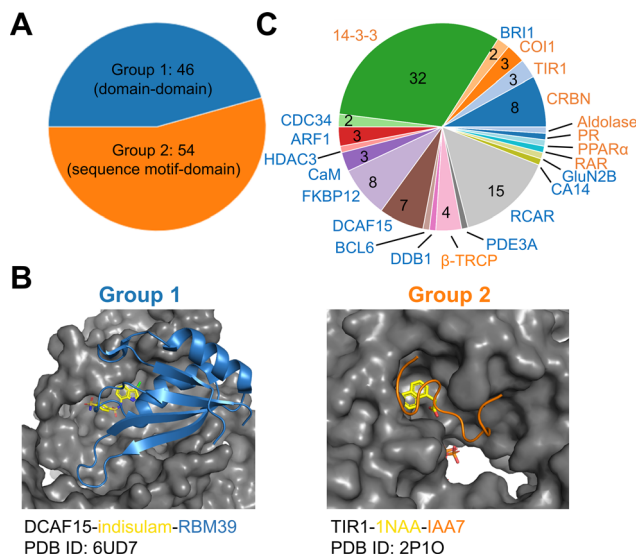 A
Group 1: 46
(domain-domain)
Group 2: 54
(sequence motif-domain)
C
14-3-3
BRI1
COI1
TIR1
CRBN
Aldolase
PR
PPARα
RAR
GluN2B
CA14
RCAR
PDE3A
β-TRCP
DDB1
BCL6
DCAF15
FKBP12
CaM
HDAC3
ARF1
CDC34
32
2
3
3
8
15
4
7
8
3
3
2
B
Group 1
DCAF15-indisulam-RBM39
PDB ID: 6UD7
Group 2
TIR1-1NAA-IAA7
PDB ID: 2P1O